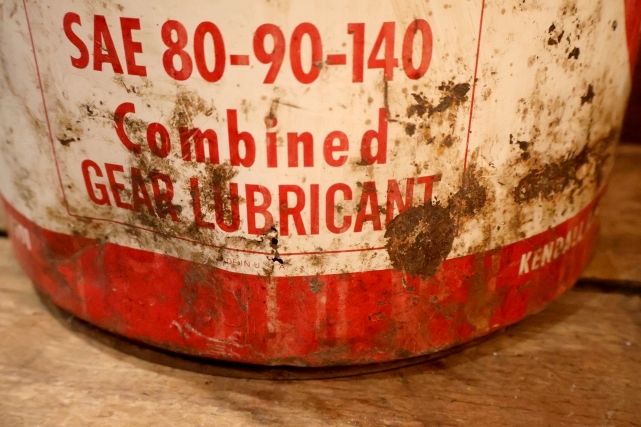 SAE 80-90-140
Combined
GEAR LUBRICANT
KENDALL